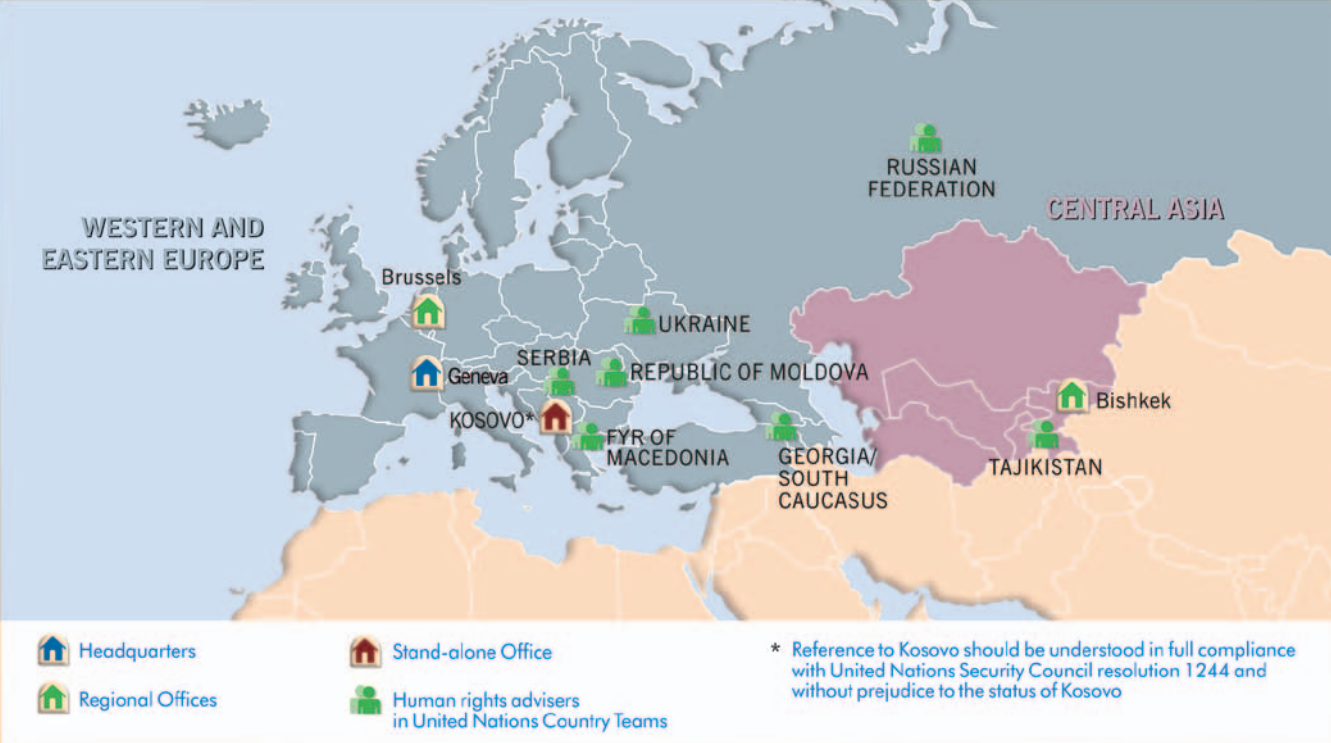 RUSSIAN
FEDERATION
CENTRAL ASIA
WESTERN AND
EASTERN EUROPE
Brussels
UKRAINE
SERBIA
REPUBLIC OF MOLDOVA
Geneva
KOSOVO*
Bishkek
FYR OF
MACEDONIA
GEORGIA/
SOUTH
CAUCASUS
TAJIKISTAN
Headquarters
Regional Offices
Stand-alone Office
Human rights advisers
in United Nations Country Teams
* Reference to Kosovo should be understood in full compliance
with United Nations Security Council resolution 1244 and
without prejudice to the status of Kosovo